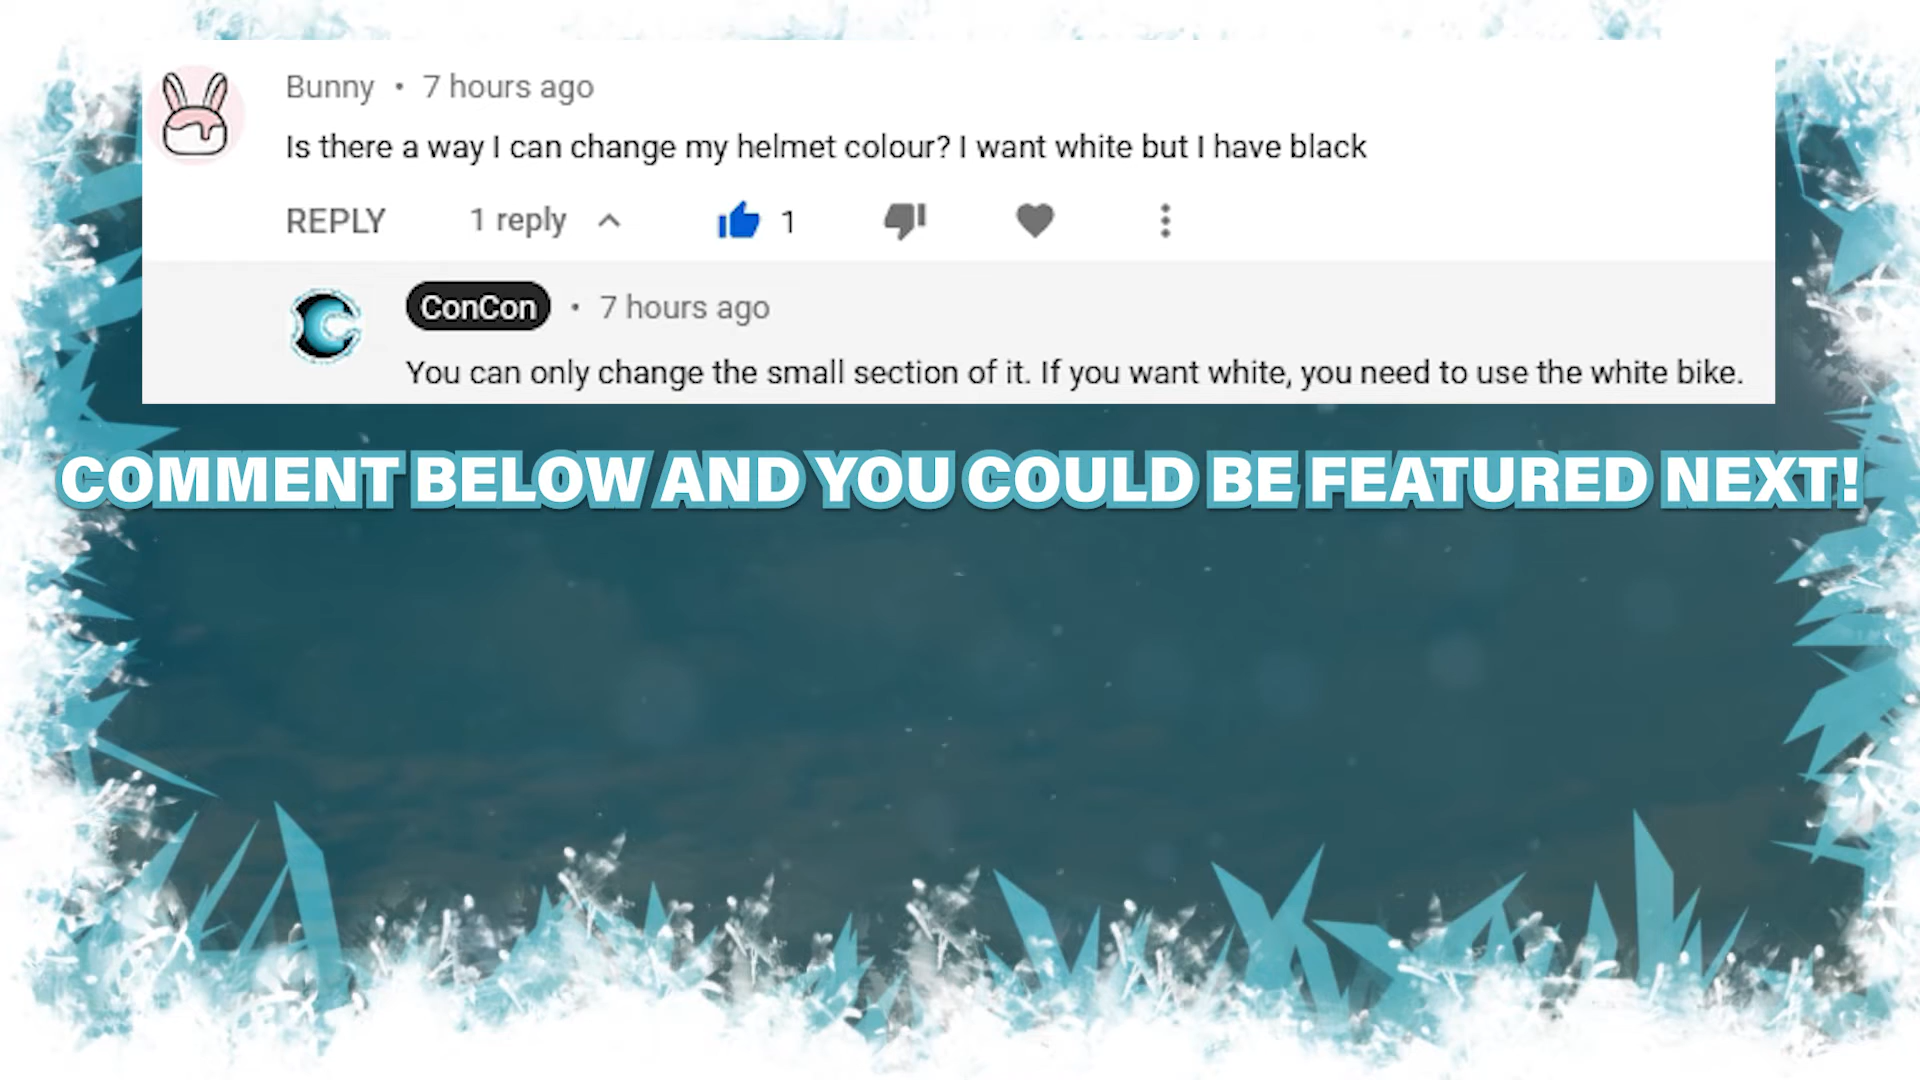 Bunny • 7 hours ago
Is there a way I can change my helmet colour? I want white but I have black
REPLY 1 reply 1
ConCon • 7 hours ago
You can only change the small section of it. If you want white, you need to use the white bike.
COMMENT BELOW AND YOU COULD BE FEATURED NEXT!